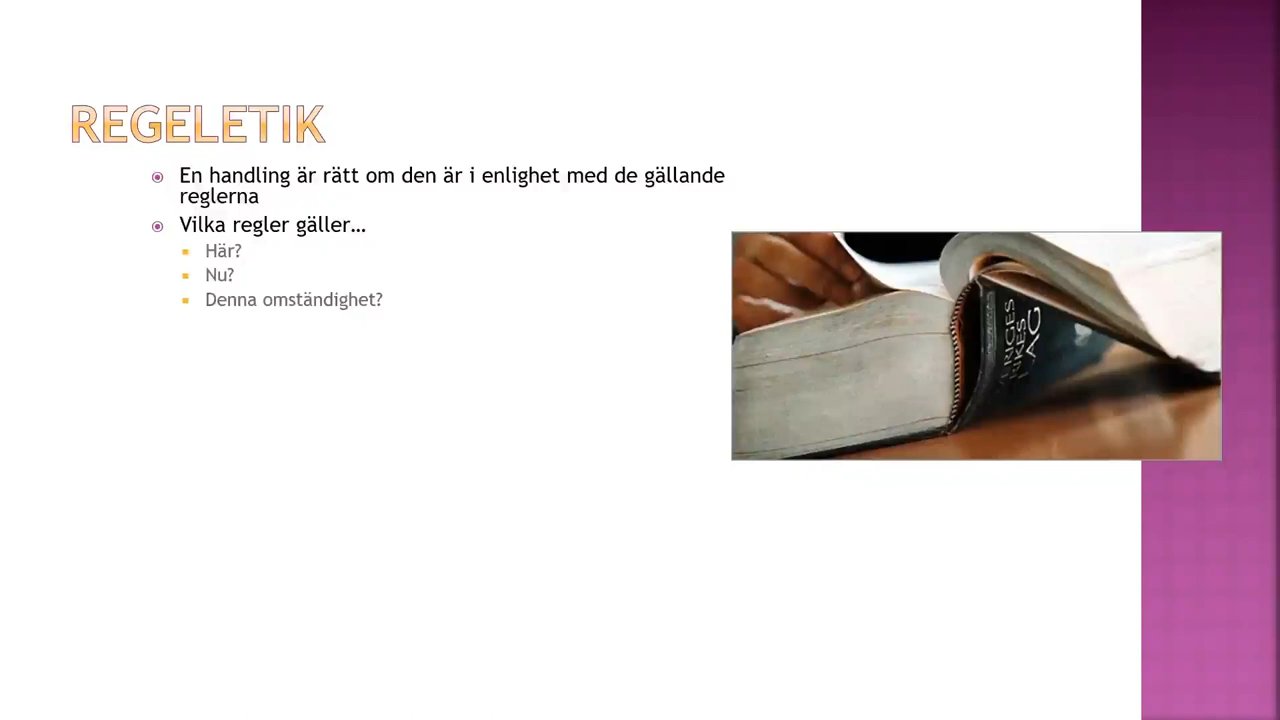 REGELETIK
En handling är rätt om den är i enlighet med de gällande
reglerna
Vilka regler gäller…
Här?
Nu?
Denna omständighet?